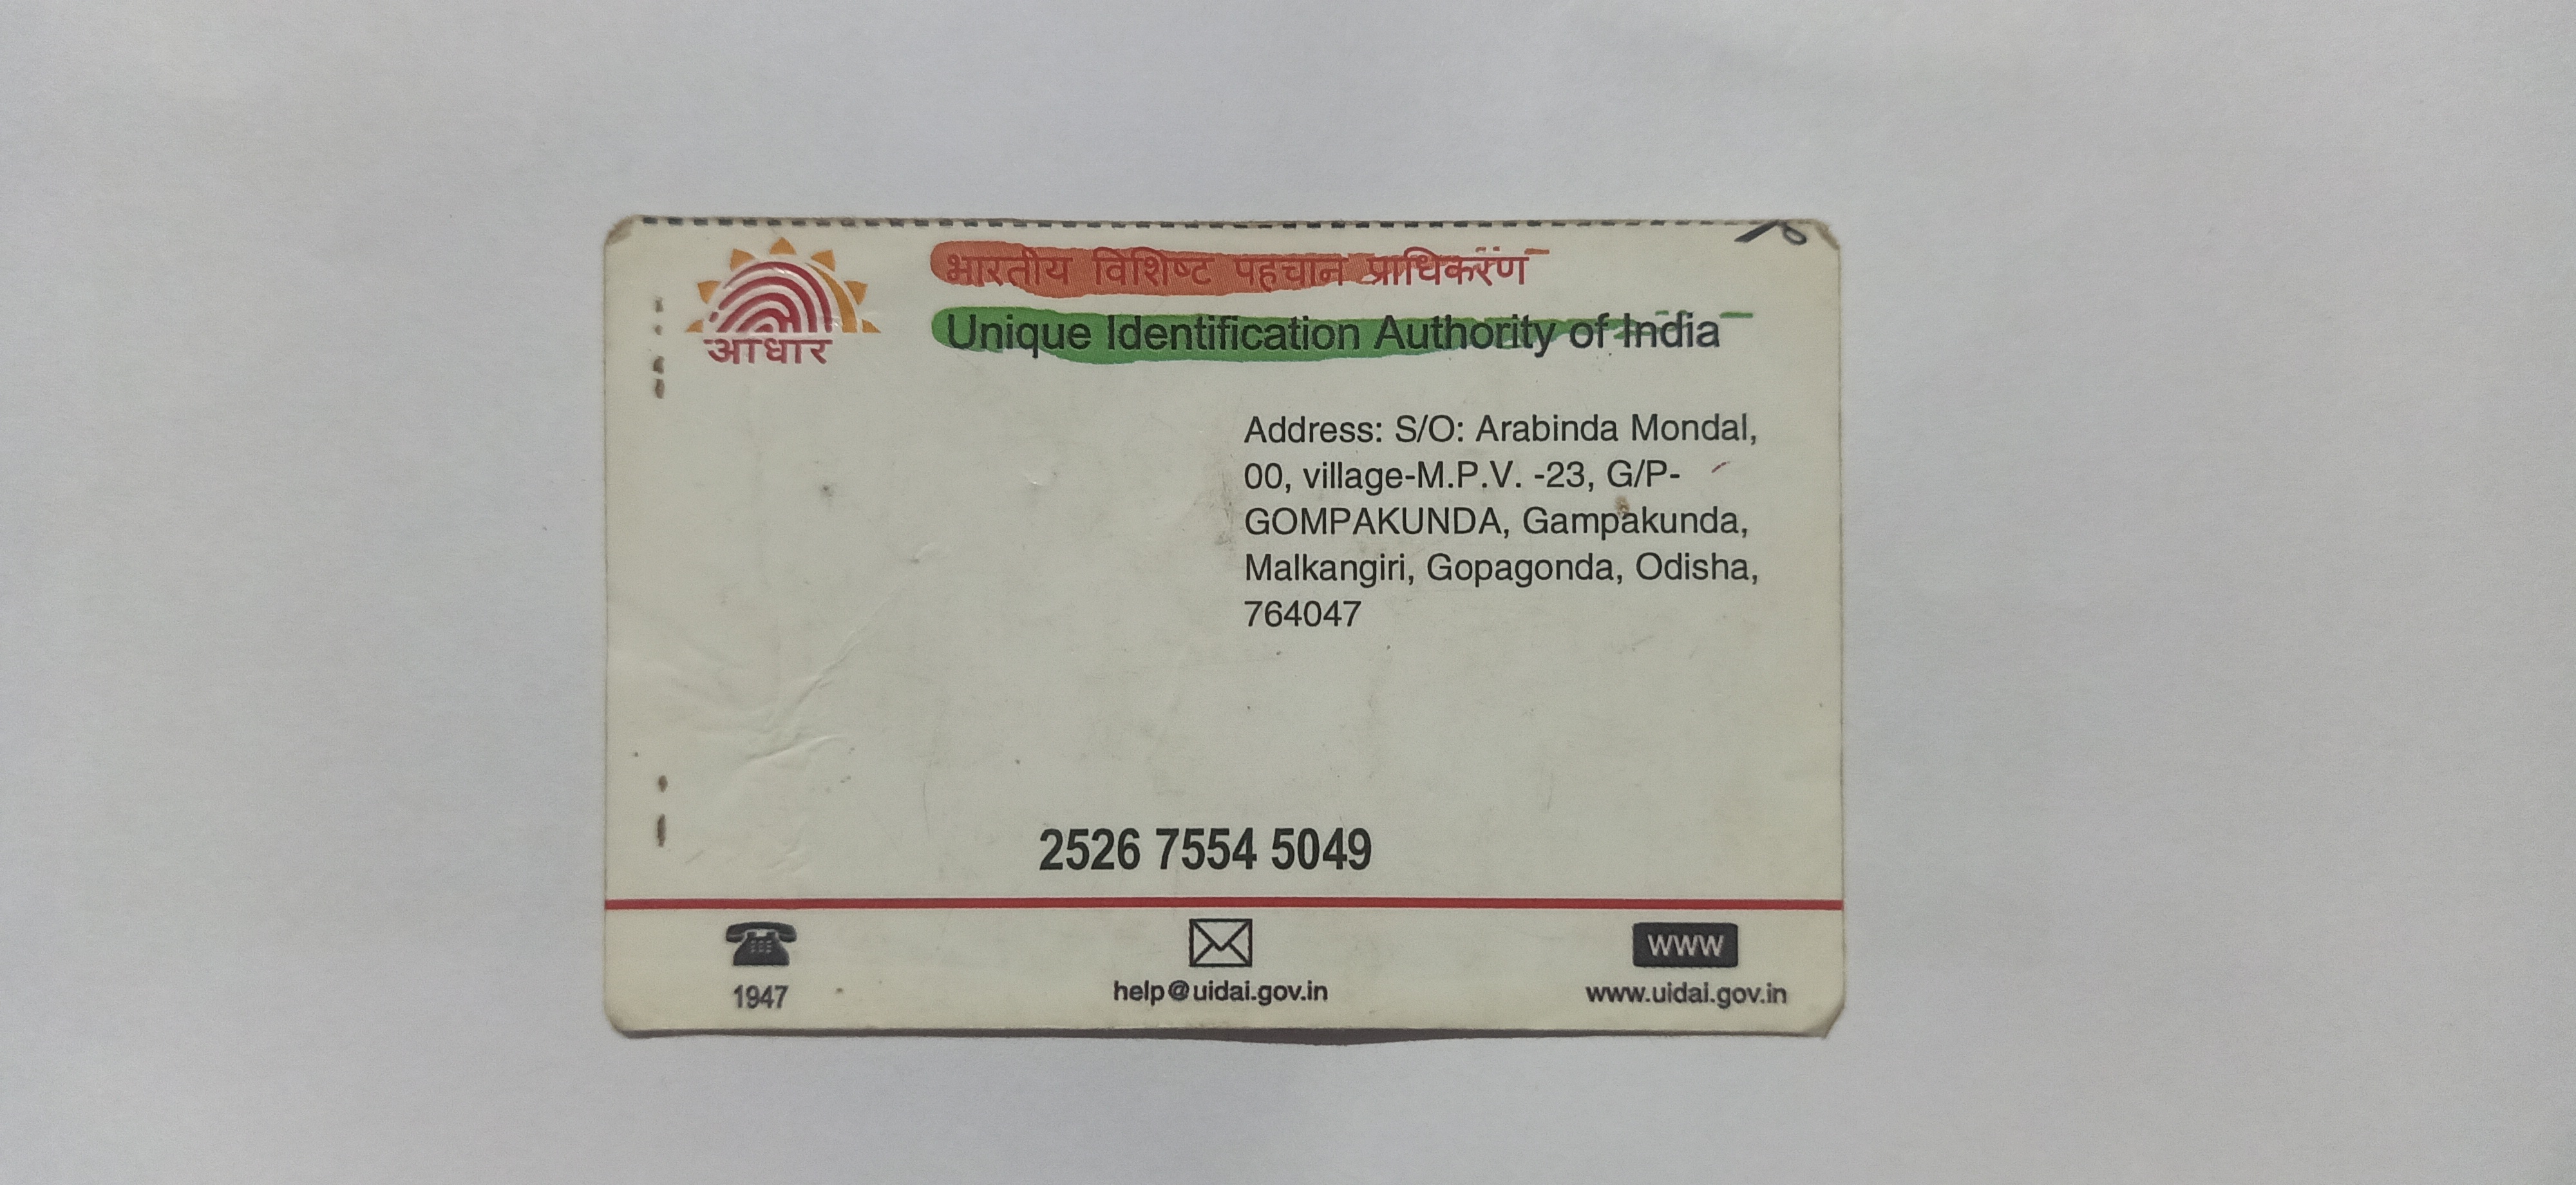 भारतीय विशिष्ट पहचान प्राधिकरण
Unique Identification Authority of India
आधार
Address: S/O: Arabinda Mondal,
00, village-M.P.V. -23, G/P-
GOMPAKUNDA, Gampakunda,
Malkangiri, Gopagonda, Odisha,
764047
2526 7554 5049
WWW
1947
help@uidai.gov.in
www.uidai.gov.in